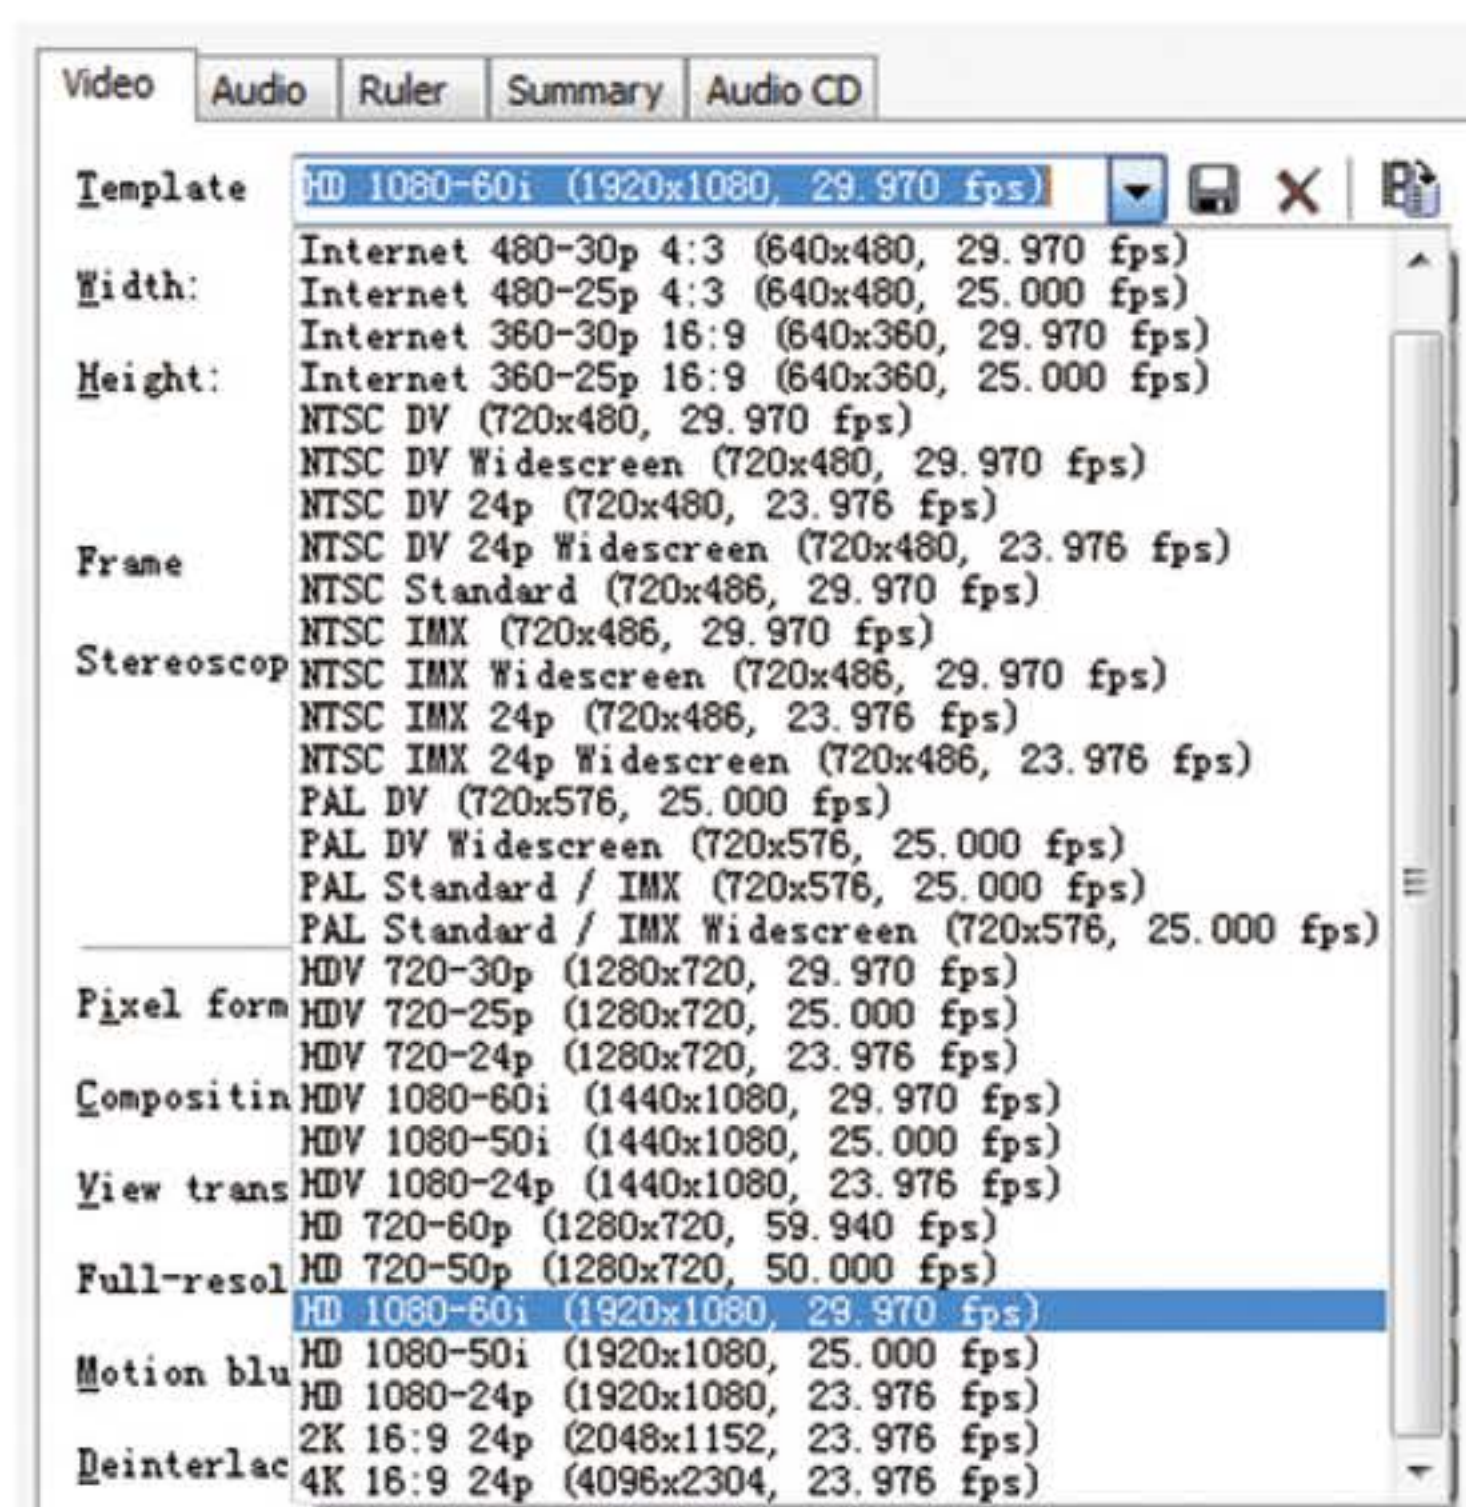 Video Audio Ruler Summary Audio CD
Template HD 1080-60i (1920x1080, 29.970 fps)
Internet 480-30p 4:3 (640x480, 29.970 fps)
Width:
Internet 480-25p 4:3 (640x480, 25.000 fps)
Internet 360-30p 16:9 (640x360, 29.970 fps)
Height:
Internet 360-25p 16:9 (640x360, 25.000 fps)
NTSC DV (720x480, 29.970 fps)
NTSC DV Widescreen (720x480, 29.970 fps)
NTSC DV 24p (720x480, 23.976 fps)
NTSC DV 24p Widescreen (720x480, 23.976 fps)
Frame
NTSC Standard (720x486, 29.970 fps)
NTSC IMX (720x486, 29.970 fps)
Stereoscop
NTSC IMX Widescreen (720x486, 29.970 fps)
NTSC IMX 24p (720x486, 23.976 fps)
NTSC IMX 24p Widescreen (720x486, 23.976 fps)
PAL DV (720x576, 25.000 fps)
PAL DV Widescreen (720x576, 25.000 fps)
PAL Standard / IMX (720x576, 25.000 fps)
PAL Standard / IMX Widescreen (720x576, 25.000 fps)
HDV 720-30p (1280x720, 29.970 fps)
Pixel form
HDV 720-25p (1280x720, 25.000 fps)
HDV 720-24p (1280x720, 23.976 fps)
Compositin
HDV 1080-60i (1440x1080, 29.970 fps)
HDV 1080-50i (1440x1080, 25.000 fps)
View trans
HDV 1080-24p (1440x1080, 23.976 fps)
HD 720-60p (1280x720, 59.940 fps)
Full-resol
HD 720-50p (1280x720, 50.000 fps)
HD 1080-60i (1920x1080, 29.970 fps)
HD 1080-50i (1920x1080, 25.000 fps)
Motion blu
HD 1080-24p (1920x1080, 23.976 fps)
2K 16:9 24p (2048x1152, 23.976 fps)
Deinterlac
4K 16:9 24p (4096x2304, 23.976 fps)